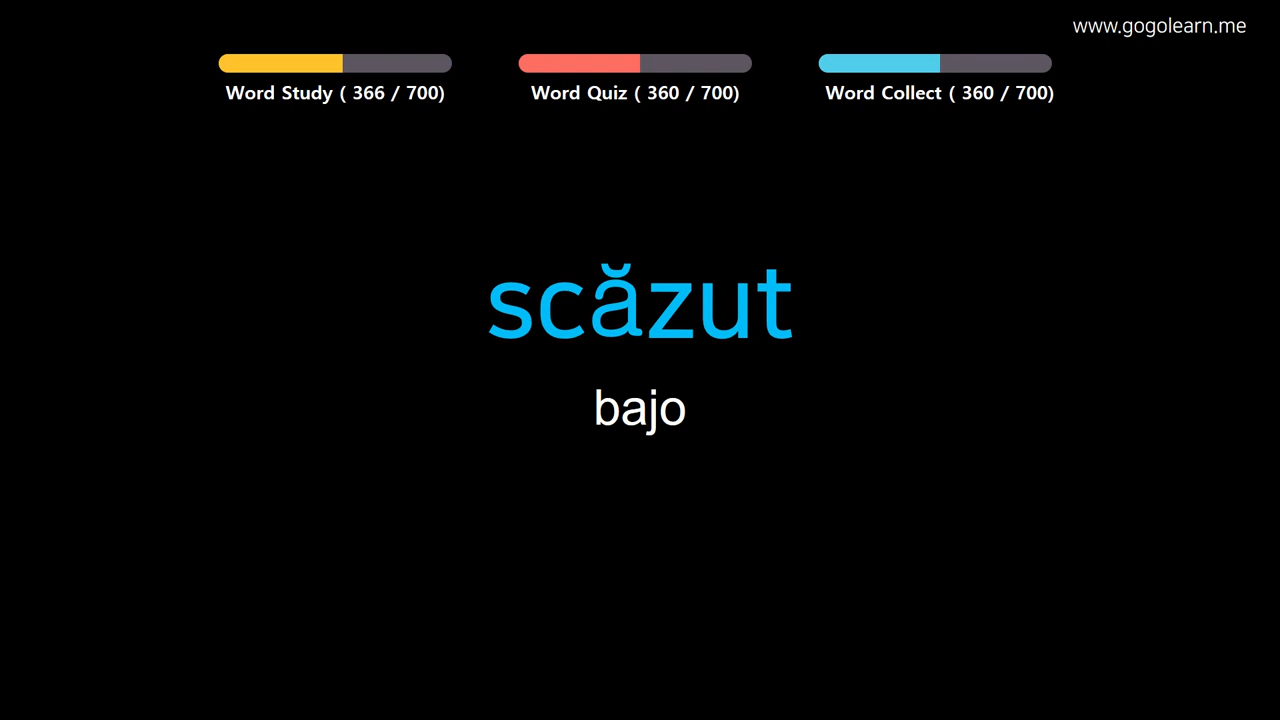 www.gogolearn.me
Word Study ( 366 / 700)
Word Quiz ( 360 / 700)
Word Collect ( 360 / 700)
scăzut
bajo